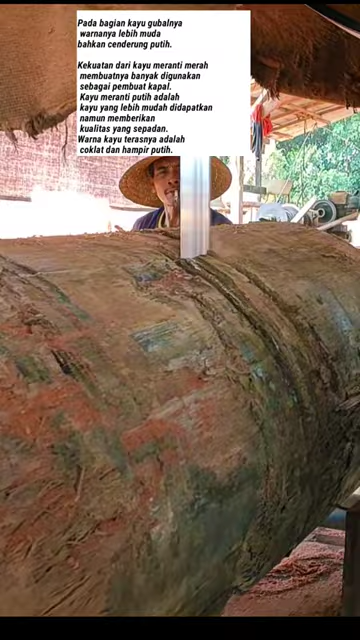 Pada bagian kayu gubalnya
warnanya lebih muda
bahkan cenderung putih.
Kekuatan dari kayu meranti merah
membuatnya banyak digunakan
sebagai pembuat kapal.
Kayu meranti putih adalah
kayu yang lebih mudah didapatkan
namun memberikan
kualitas yang sepadan.
Warna kayu terasnya adalah
coklat dan hampir putih.